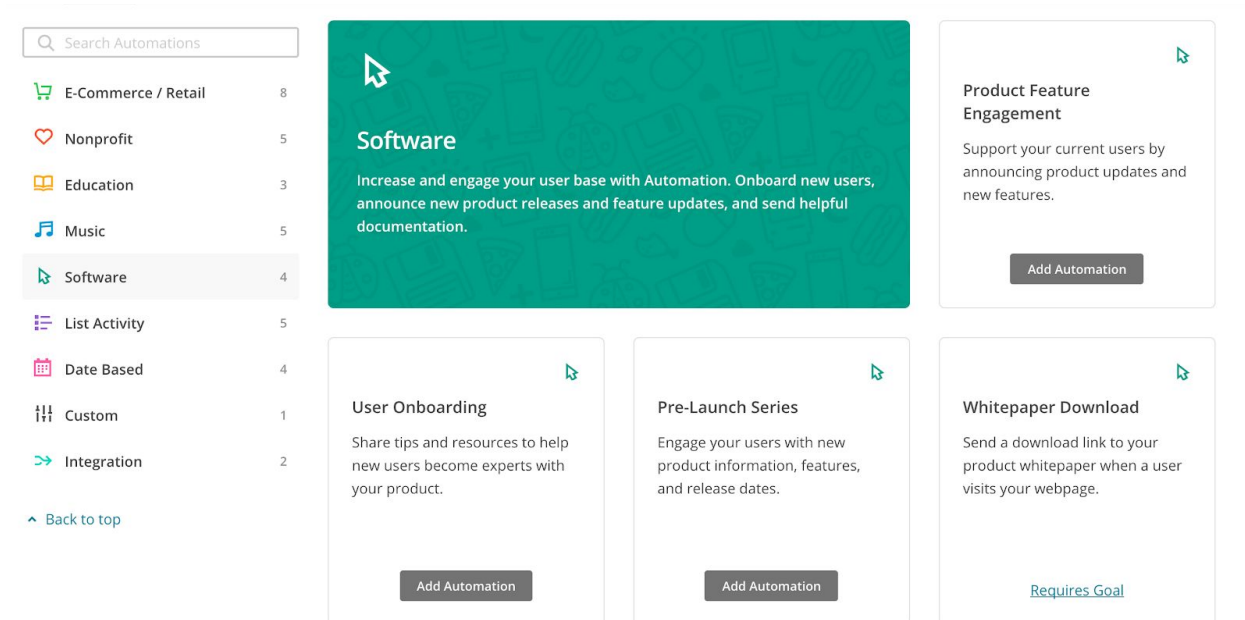 Search Automations
E-Commerce / Retail 8
Nonprofit 5
Education 3
Music 5
Software 4
List Activity 5
Date Based 4
Custom 1
Integration 2
Back to top
Software
Increase and engage your user base with Automation. Onboard new users,
announce new product releases and feature updates, and send helpful
documentation.
Product Feature
Engagement
Support your current users by
announcing product updates and
new features.
Add Automation
User Onboarding
Share tips and resources to help
new users become experts with
your product.
Add Automation
Pre-Launch Series
Engage your users with new
product information, features,
and release dates.
Add Automation
Whitepaper Download
Send a download link to your
product whitepaper when a user
visits your webpage.
Requires Goal